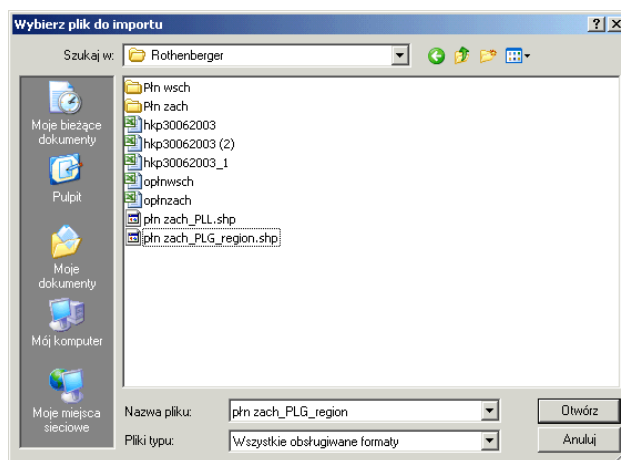 Wybierz plik do importu
Szukaj w: Rothenberger
Moje bieżące dokumenty
Pulpit
Moje dokumenty
Mój komputer
Moje miejsca sieciowe
Płn wsch
Płn zach
hkp30062003
hkp30062003 (2)
hkp30062003_1
opłnwsch
opłnzach
płn zach_PLL.shp
płn zach_PLG_region.shp
Nazwa pliku: płn zach_PLG_region Otwórz
Pliki typu: Wszystkie obsługiwane formaty Anuluj